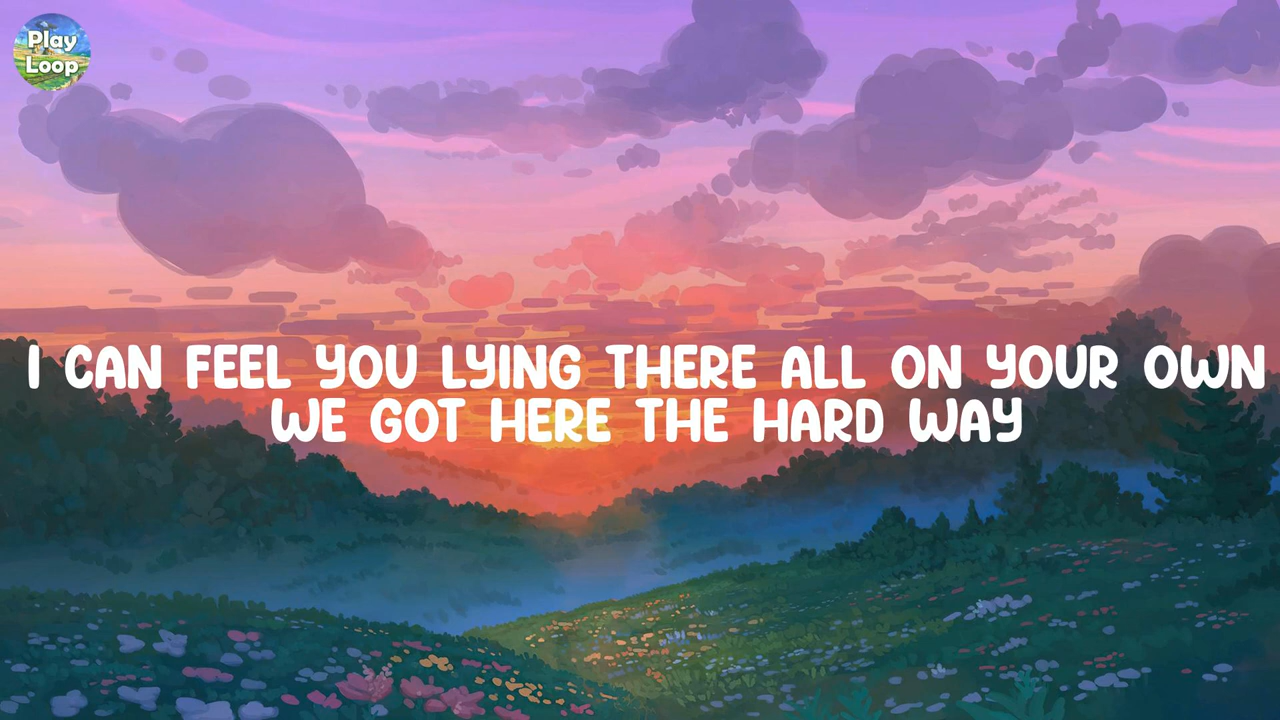 Play
Loop
I CAN FEEL YOU LYING THERE ALL ON YOUR OWN
WE GOT HERE THE HARD WAY